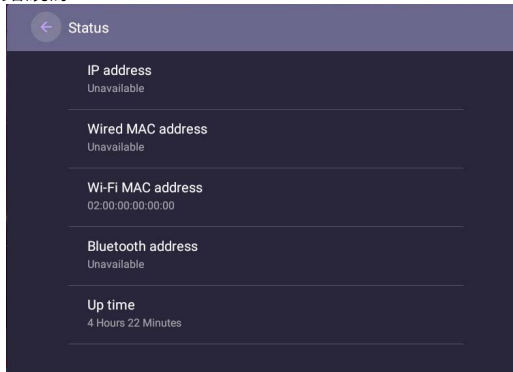 Status
IP address
Unavailable
Wired MAC address
Unavailable
Wi-Fi MAC address
02:00:00:00:00:00
Bluetooth address
Unavailable
Up time
4 Hours 22 Minutes